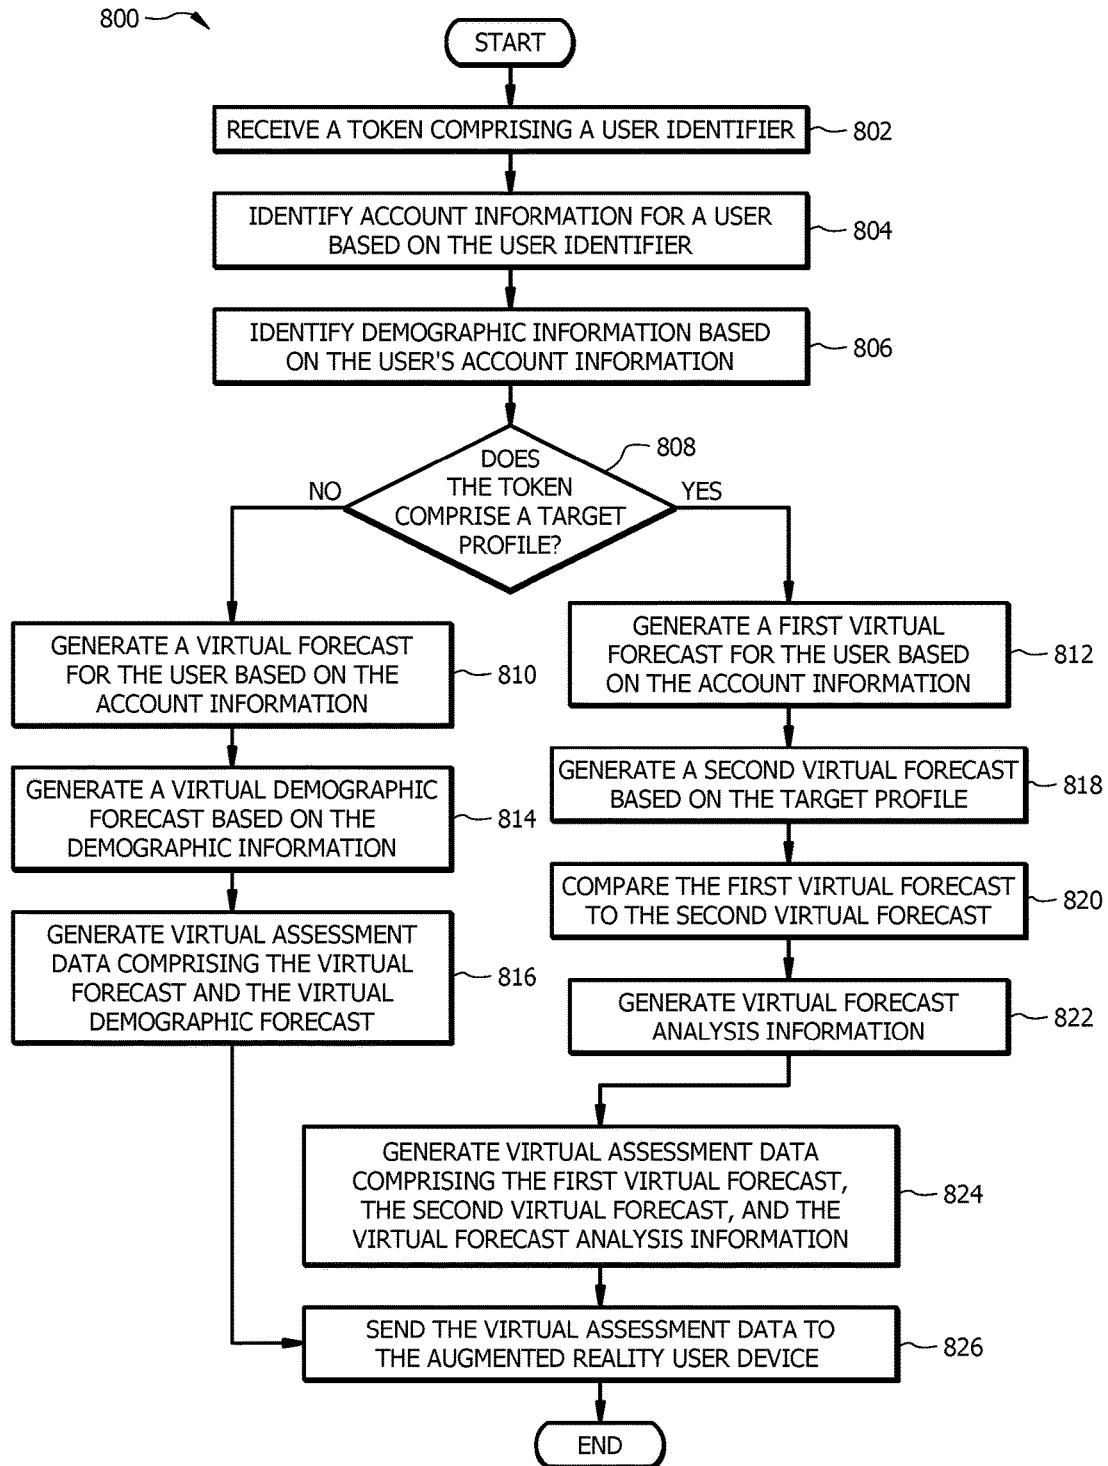 800
START
RECEIVE A TOKEN COMPRISING A USER IDENTIFIER
802
IDENTIFY ACCOUNT INFORMATION FOR A USER
BASED ON THE USER IDENTIFIER
804
IDENTIFY DEMOGRAPHIC INFORMATION BASED
ON THE USER'S ACCOUNT INFORMATION
806
DOES
THE TOKEN
COMPRISE A TARGET
PROFILE?
808
NO
YES
GENERATE A VIRTUAL FORECAST
FOR THE USER BASED ON THE
ACCOUNT INFORMATION
810
GENERATE A FIRST VIRTUAL
FORECAST FOR THE USER BASED
ON THE ACCOUNT INFORMATION
812
GENERATE A VIRTUAL DEMOGRAPHIC
FORECAST BASED ON THE
DEMOGRAPHIC INFORMATION
814
GENERATE A SECOND VIRTUAL FORECAST
BASED ON THE TARGET PROFILE
818
GENERATE VIRTUAL ASSESSMENT
DATA COMPRISING THE VIRTUAL
FORECAST AND THE VIRTUAL
DEMOGRAPHIC FORECAST
816
COMPARE THE FIRST VIRTUAL FORECAST
TO THE SECOND VIRTUAL FORECAST
820
GENERATE VIRTUAL FORECAST
ANALYSIS INFORMATION
822
GENERATE VIRTUAL ASSESSMENT DATA
COMPRISING THE FIRST VIRTUAL FORECAST,
THE SECOND VIRTUAL FORECAST, AND THE
VIRTUAL FORECAST ANALYSIS INFORMATION
824
SEND THE VIRTUAL ASSESSMENT DATA TO
THE AUGMENTED REALITY USER DEVICE
826
END